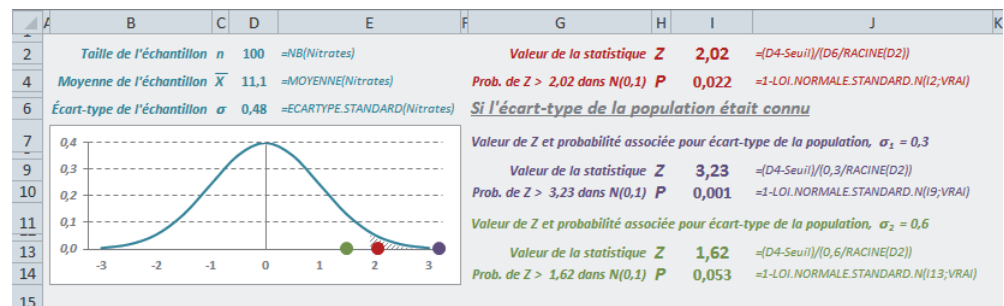 A B C D E F G H I J K
2 Taille de l'échantillon n 100 =NB(Nitrates) Valeur de la statistique Z 2,02 =(D4-Seuil)/(D6/RACINE(D2))
4 Moyenne de l'échantillon X̅ 11,1 =MOYENNE(Nitrates) Prob. de Z > 2,02 dans N(0,1) P 0,022 =1-LOI.NORMALE.STANDARD.N(I2;VRAI)
6 Écart-type de l'échantillon σ 0,48 =ECARTYPE.STANDARD(Nitrates) Si l'écart-type de la population était connu
7 Valeur de Z et probabilité associée pour écart-type de la population, σ₁ = 0,3
9 Valeur de la statistique Z 3,23 =(D4-Seuil)/(0,3/RACINE(D2))
10 Prob. de Z > 3,23 dans N(0,1) P 0,001 =1-LOI.NORMALE.STANDARD.N(I9;VRAI)
11 Valeur de Z et probabilité associée pour écart-type de la population, σ₂ = 0,6
13 Valeur de la statistique Z 1,62 =(D4-Seuil)/(0,6/RACINE(D2))
14 Prob. de Z > 1,62 dans N(0,1) P 0,053 =1-LOI.NORMALE.STANDARD.N(I13;VRAI)
15
0,4
0,3
0,2
0,1
0,0
-3 -2 -1 0 1 2 3